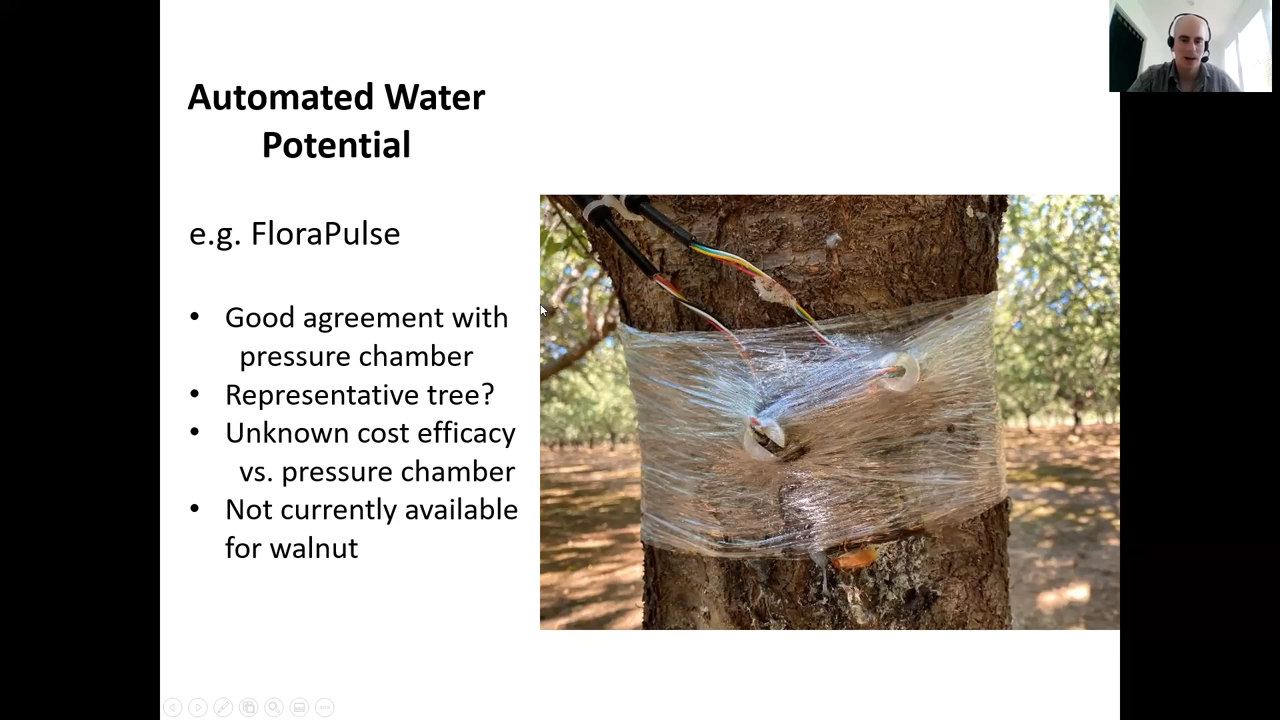 Automated Water
Potential
e.g. FloraPulse
• Good agreement with
pressure chamber
• Representative tree?
• Unknown cost efficacy
vs. pressure chamber
• Not currently available
for walnut